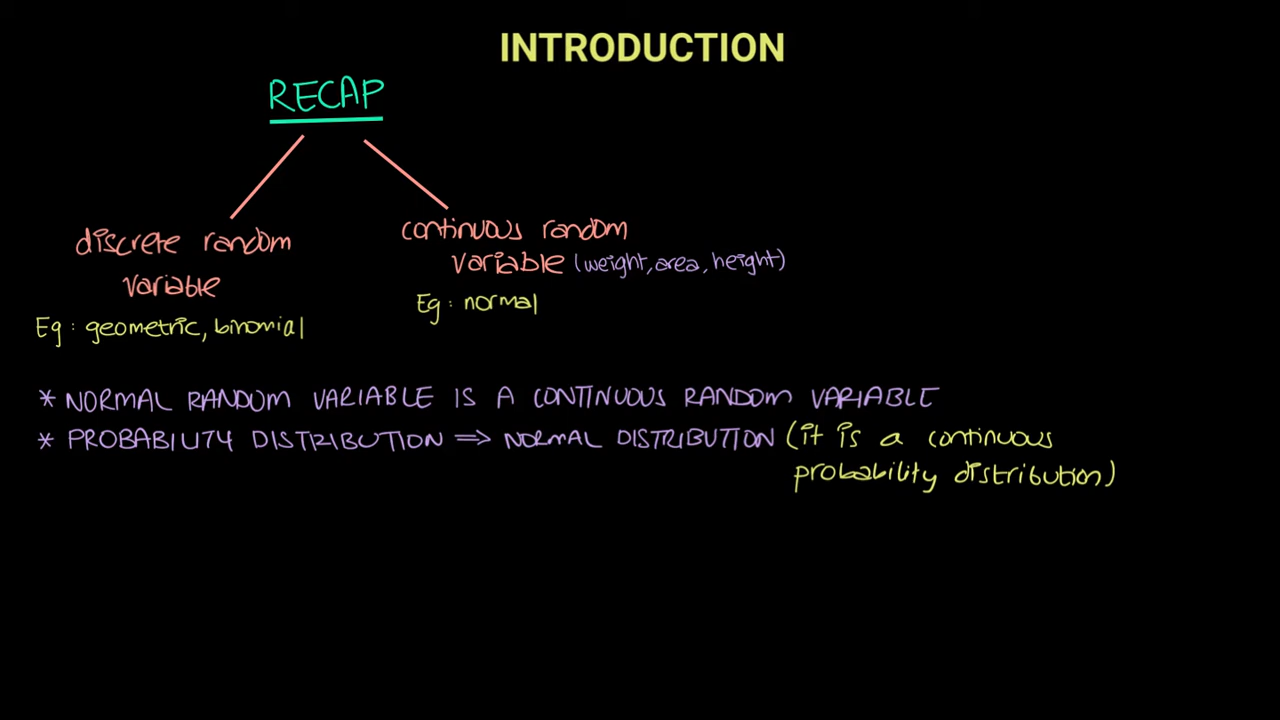 INTRODUCTION
RECAP
discrete random
variable
Eg : geometric, binomial
continuous random
variable (weight, area, height)
Eg : normal
* NORMAL RANDOM VARIABLE IS A CONTINUOUS RANDOM VARIABLE
* PROBABILITY DISTRIBUTION ⇒ NORMAL DISTRIBUTION (it is a continuous
probability distribution)